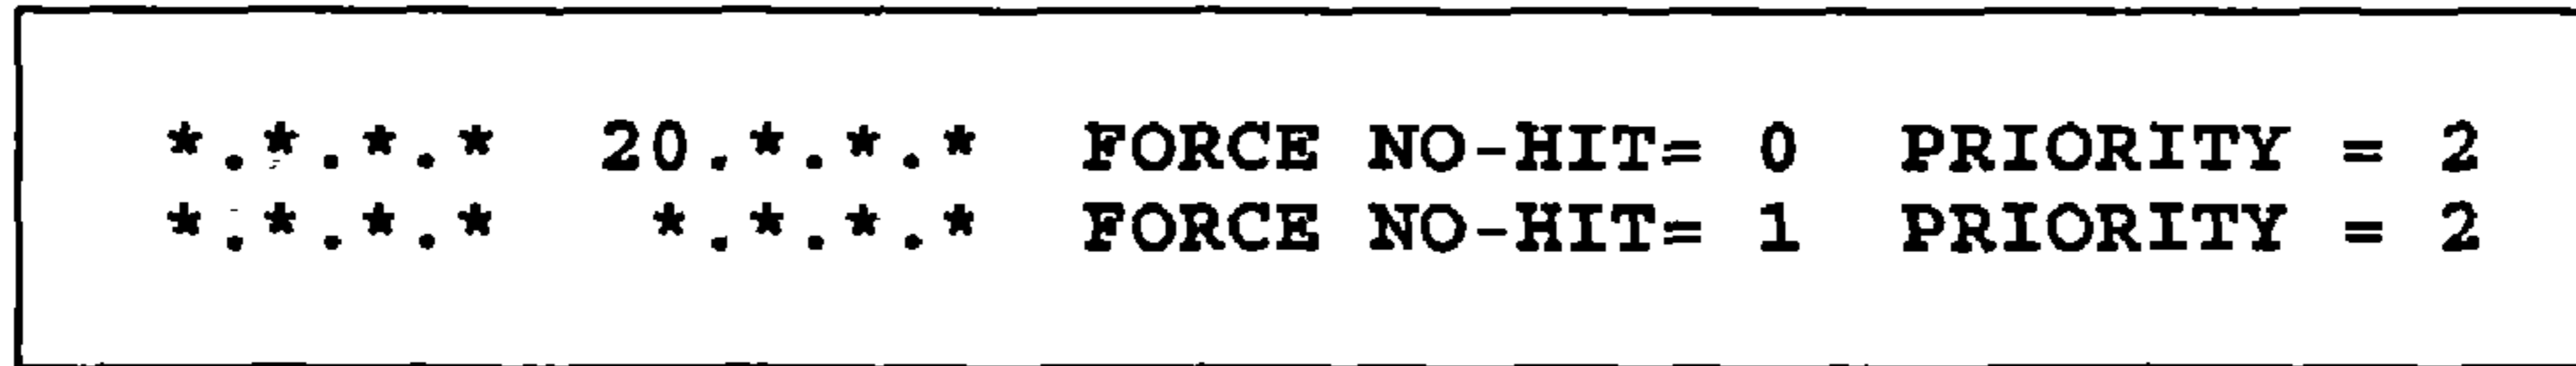 *.*.*.* 20.*.*.* FORCE NO-HIT= 0 PRIORITY = 2
*.*.*.* *.*.*.* FORCE NO-HIT= 1 PRIORITY = 2